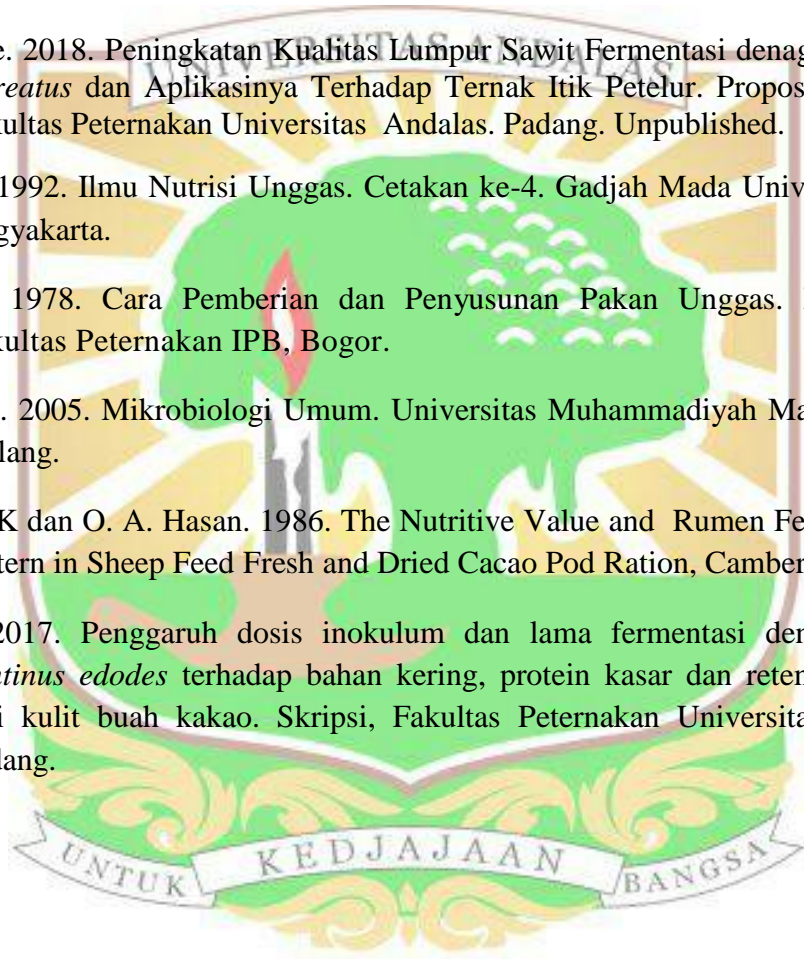 UNIVERSITAS ANDALAS
e. 2018. Peningkatan Kualitas Lumpur Sawit Fermentasi denag
reatus dan Aplikasinya Terhadap Ternak Itik Petelur. Propos
kultas Peternakan Universitas Andalas. Padang. Unpublished.
1992. Ilmu Nutrisi Unggas. Cetakan ke-4. Gadjah Mada Univ
gyakarta.
1978. Cara Pemberian dan Penyusunan Pakan Unggas.
kultas Peternakan IPB, Bogor.
. 2005. Mikrobiologi Umum. Universitas Muhammadiyah Ma
lang.
K dan O. A. Hasan. 1986. The Nutritive Value and Rumen Fe
tern in Sheep Feed Fresh and Dried Cacao Pod Ration, Camber
2017. Penggaruh dosis inokulum dan lama fermentasi der
ntinus edodes terhadap bahan kering, protein kasar dan reten
i kulit buah kakao. Skripsi, Fakultas Peternakan Universita
dang.
UNTUK KEDJAJAAN BANGSA